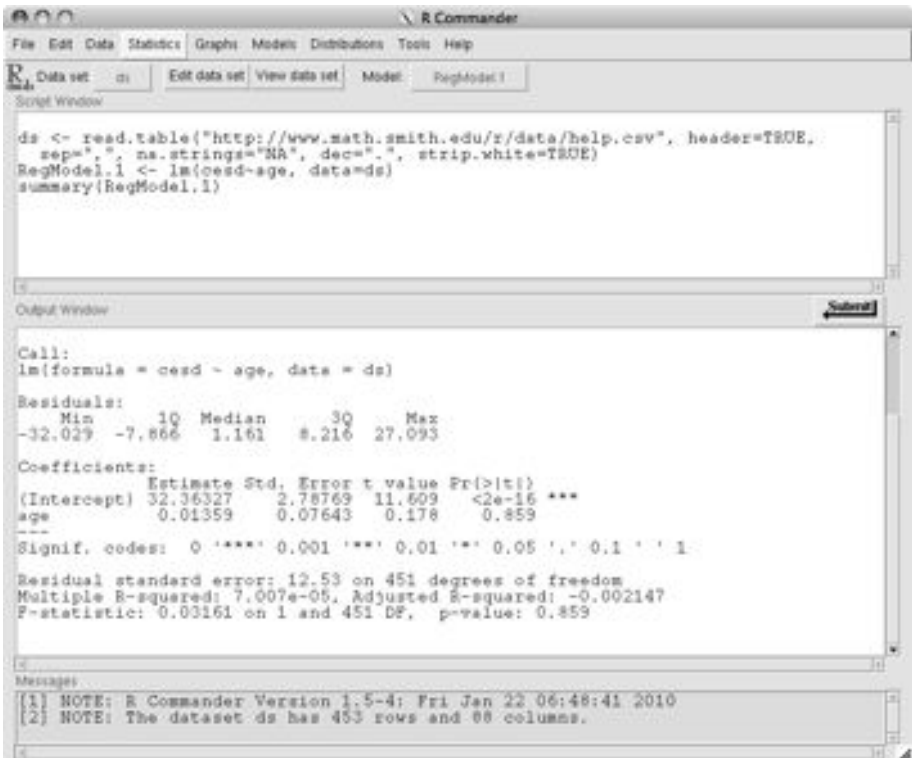 R Commander
File Edit Data Statistics Graphs Models Distributions Tools Help
R Data set: ds Edit data set View data set Model: RegModel.1
Script Window
ds <- read.table("http://www.math.smith.edu/r/data/help.csv", header=TRUE,
sep=",", na.strings="NA", dec=".", strip.white=TRUE)
RegModel.1 <- lm(cesd~age, data=ds)
summary(RegModel.1)
Output Window
Submit
Call:
lm(formula = cesd ~ age, data = ds)
Residuals:
Min 1Q Median 3Q Max
-32.029 -7.866 1.161 8.216 27.093
Coefficients:
Estimate Std. Error t value Pr(>|t|)
(Intercept) 32.36327 2.78769 11.609 <2e-16 ***
age 0.01359 0.07643 0.178 0.859
---
Signif. codes: 0 '***' 0.001 '**' 0.01 '*' 0.05 '.' 0.1 ' ' 1
Residual standard error: 12.53 on 451 degrees of freedom
Multiple R-squared: 7.007e-05, Adjusted R-squared: -0.002147
F-statistic: 0.03161 on 1 and 451 DF, p-value: 0.859
Messages
[1] NOTE: R Commander Version 1.5-4: Fri Jan 22 06:48:41 2010
[2] NOTE: The dataset ds has 453 rows and 88 columns.